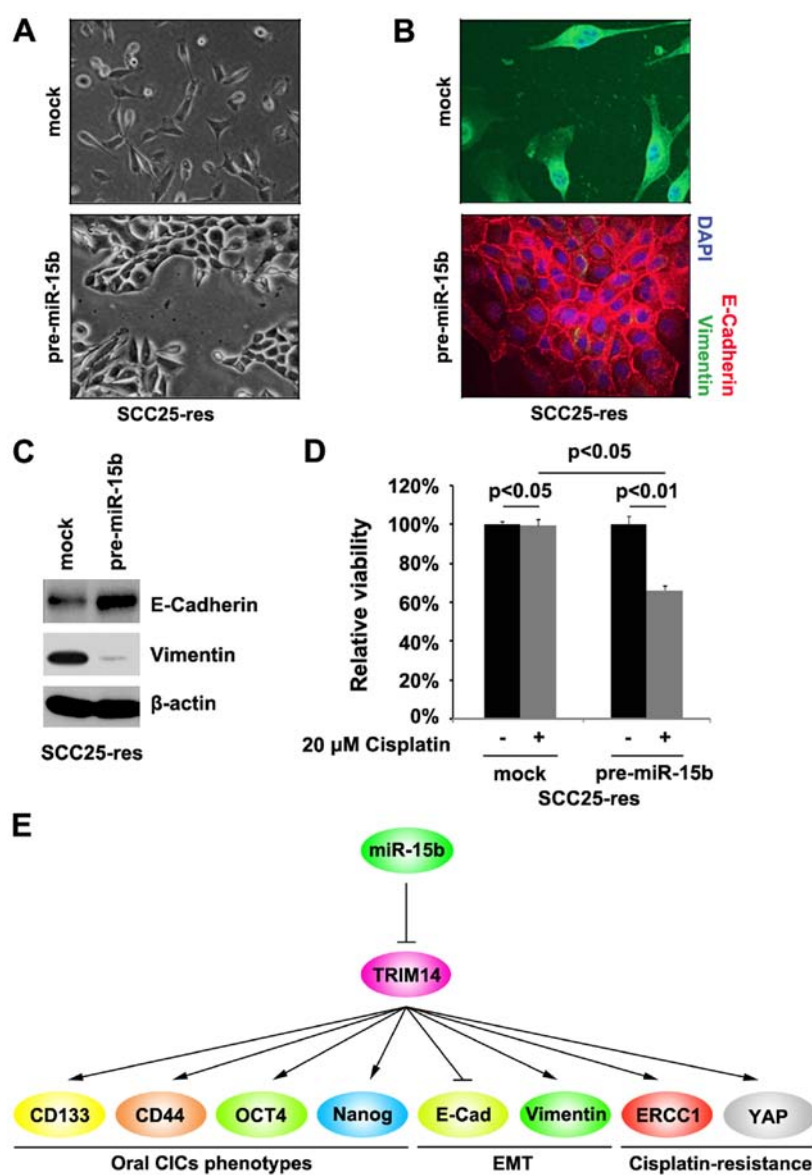 A
mock
pre-miR-15b
SCC25-res
B
mock
pre-miR-15b
DAPI
Vimentin
E-Cadherin
SCC25-res
C
mock
pre-miR-15b
E-Cadherin
Vimentin
β-actin
SCC25-res
D
p<0.05
p<0.05
p<0.01
Relative viability
120%
100%
80%
60%
40%
20%
0%
20 µM Cisplatin
- + - +
mock pre-miR-15b
SCC25-res
E
miR-15b
TRIM14
CD133 CD44 OCT4 Nanog E-Cad Vimentin ERCC1 YAP
Oral CICs phenotypes EMT Cisplatin-resistance